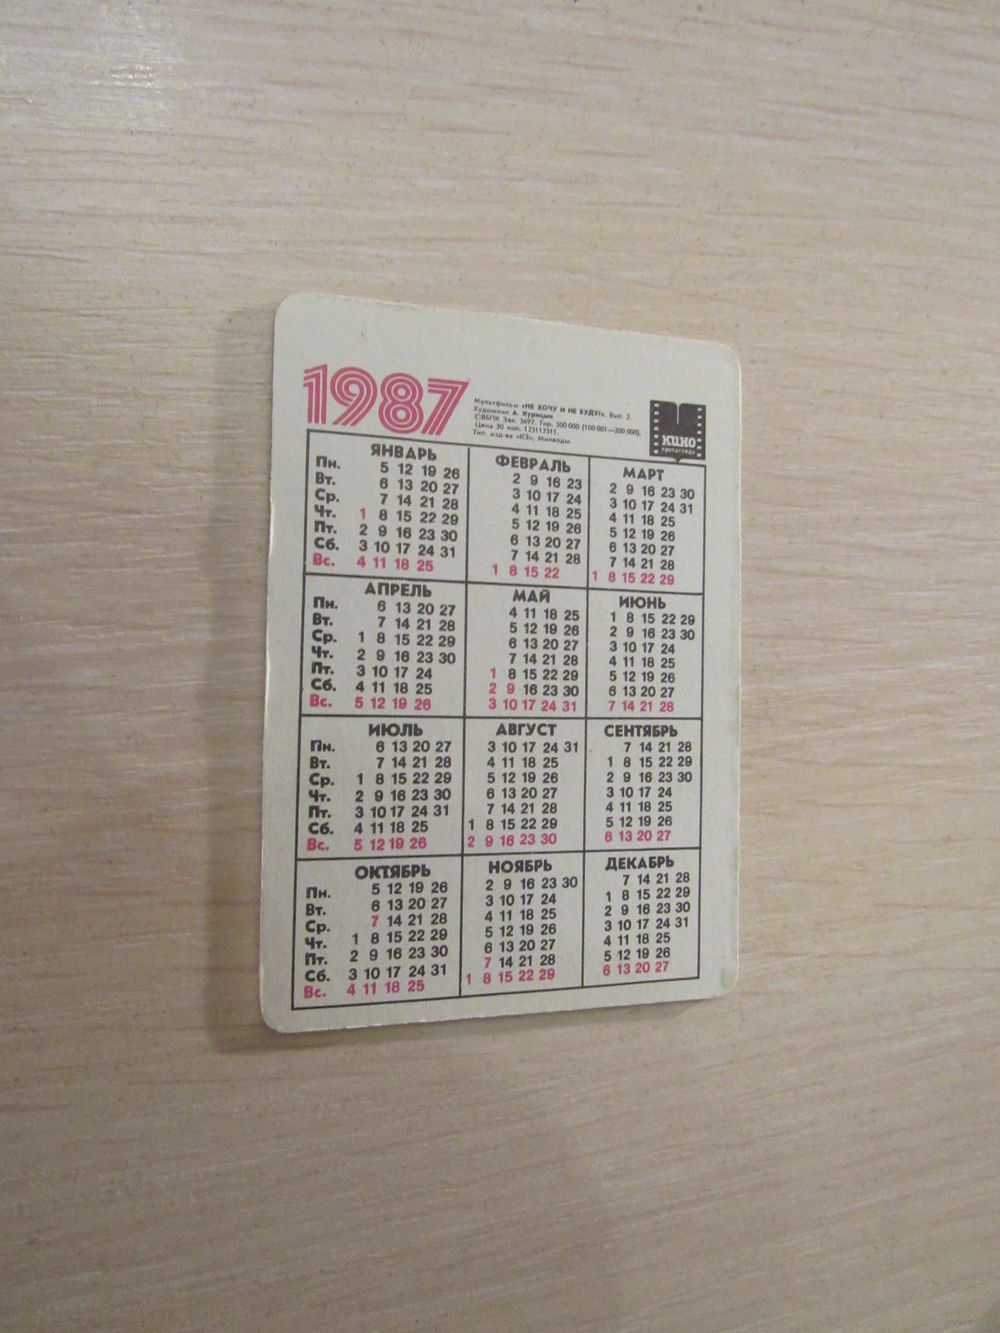 1987
Мультфильм «НЕ ХОЧУ И НЕ БУДУ!». Вып. 2.
Художник А. Курицын
©ВБПК Зак. 3697. Тир. 300 000 (100 001—200 000).
Цена 30 коп. 123112311.
Тип. изд-ва «КЗ», Минводы
КЦИО
пропаганда
ЯНВАРЬ
Пн. 5 12 19 26
Вт. 6 13 20 27
Ср. 7 14 21 28
Чт. 1 8 15 22 29
Пт. 2 9 16 23 30
Сб. 3 10 17 24 31
Вс. 4 11 18 25
ФЕВРАЛЬ
2 9 16 23
3 10 17 24
4 11 18 25
5 12 19 26
6 13 20 27
7 14 21 28
1 8 15 22
МАРТ
2 9 16 23 30
3 10 17 24 31
4 11 18 25
5 12 19 26
6 13 20 27
7 14 21 28
1 8 15 22 29
АПРЕЛЬ
Пн. 6 13 20 27
Вт. 7 14 21 28
Ср. 1 8 15 22 29
Чт. 2 9 16 23 30
Пт. 3 10 17 24
Сб. 4 11 18 25
Вс. 5 12 19 26
МАЙ
4 11 18 25
5 12 19 26
6 13 20 27
7 14 21 28
1 8 15 22 29
2 9 16 23 30
3 10 17 24 31
ИЮНЬ
1 8 15 22 29
2 9 16 23 30
3 10 17 24
4 11 18 25
5 12 19 26
6 13 20 27
7 14 21 28
ИЮЛЬ
Пн. 6 13 20 27
Вт. 7 14 21 28
Ср. 1 8 15 22 29
Чт. 2 9 16 23 30
Пт. 3 10 17 24 31
Сб. 4 11 18 25
Вс. 5 12 19 26
АВГУСТ
3 10 17 24 31
4 11 18 25
5 12 19 26
6 13 20 27
7 14 21 28
1 8 15 22 29
2 9 16 23 30
СЕНТЯБРЬ
7 14 21 28
1 8 15 22 29
2 9 16 23 30
3 10 17 24
4 11 18 25
5 12 19 26
6 13 20 27
ОКТЯБРЬ
Пн. 5 12 19 26
Вт. 6 13 20 27
Ср. 7 14 21 28
Чт. 1 8 15 22 29
Пт. 2 9 16 23 30
Сб. 3 10 17 24 31
Вс. 4 11 18 25
НОЯБРЬ
2 9 16 23 30
3 10 17 24
4 11 18 25
5 12 19 26
6 13 20 27
7 14 21 28
1 8 15 22 29
ДЕКАБРЬ
7 14 21 28
1 8 15 22 29
2 9 16 23 30
3 10 17 24 31
4 11 18 25
5 12 19 26
6 13 20 27